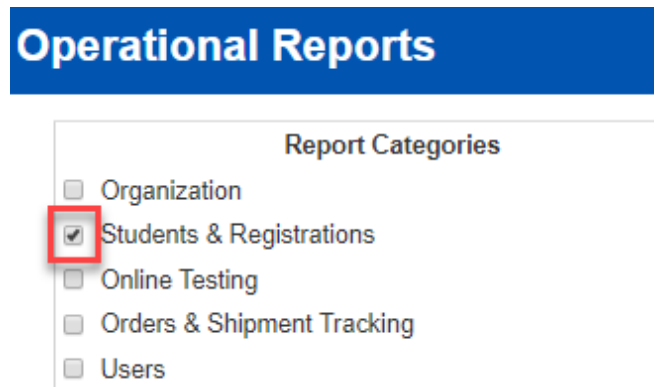 Operational Reports
Report Categories
Organization
Students & Registrations
Online Testing
Orders & Shipment Tracking
Users